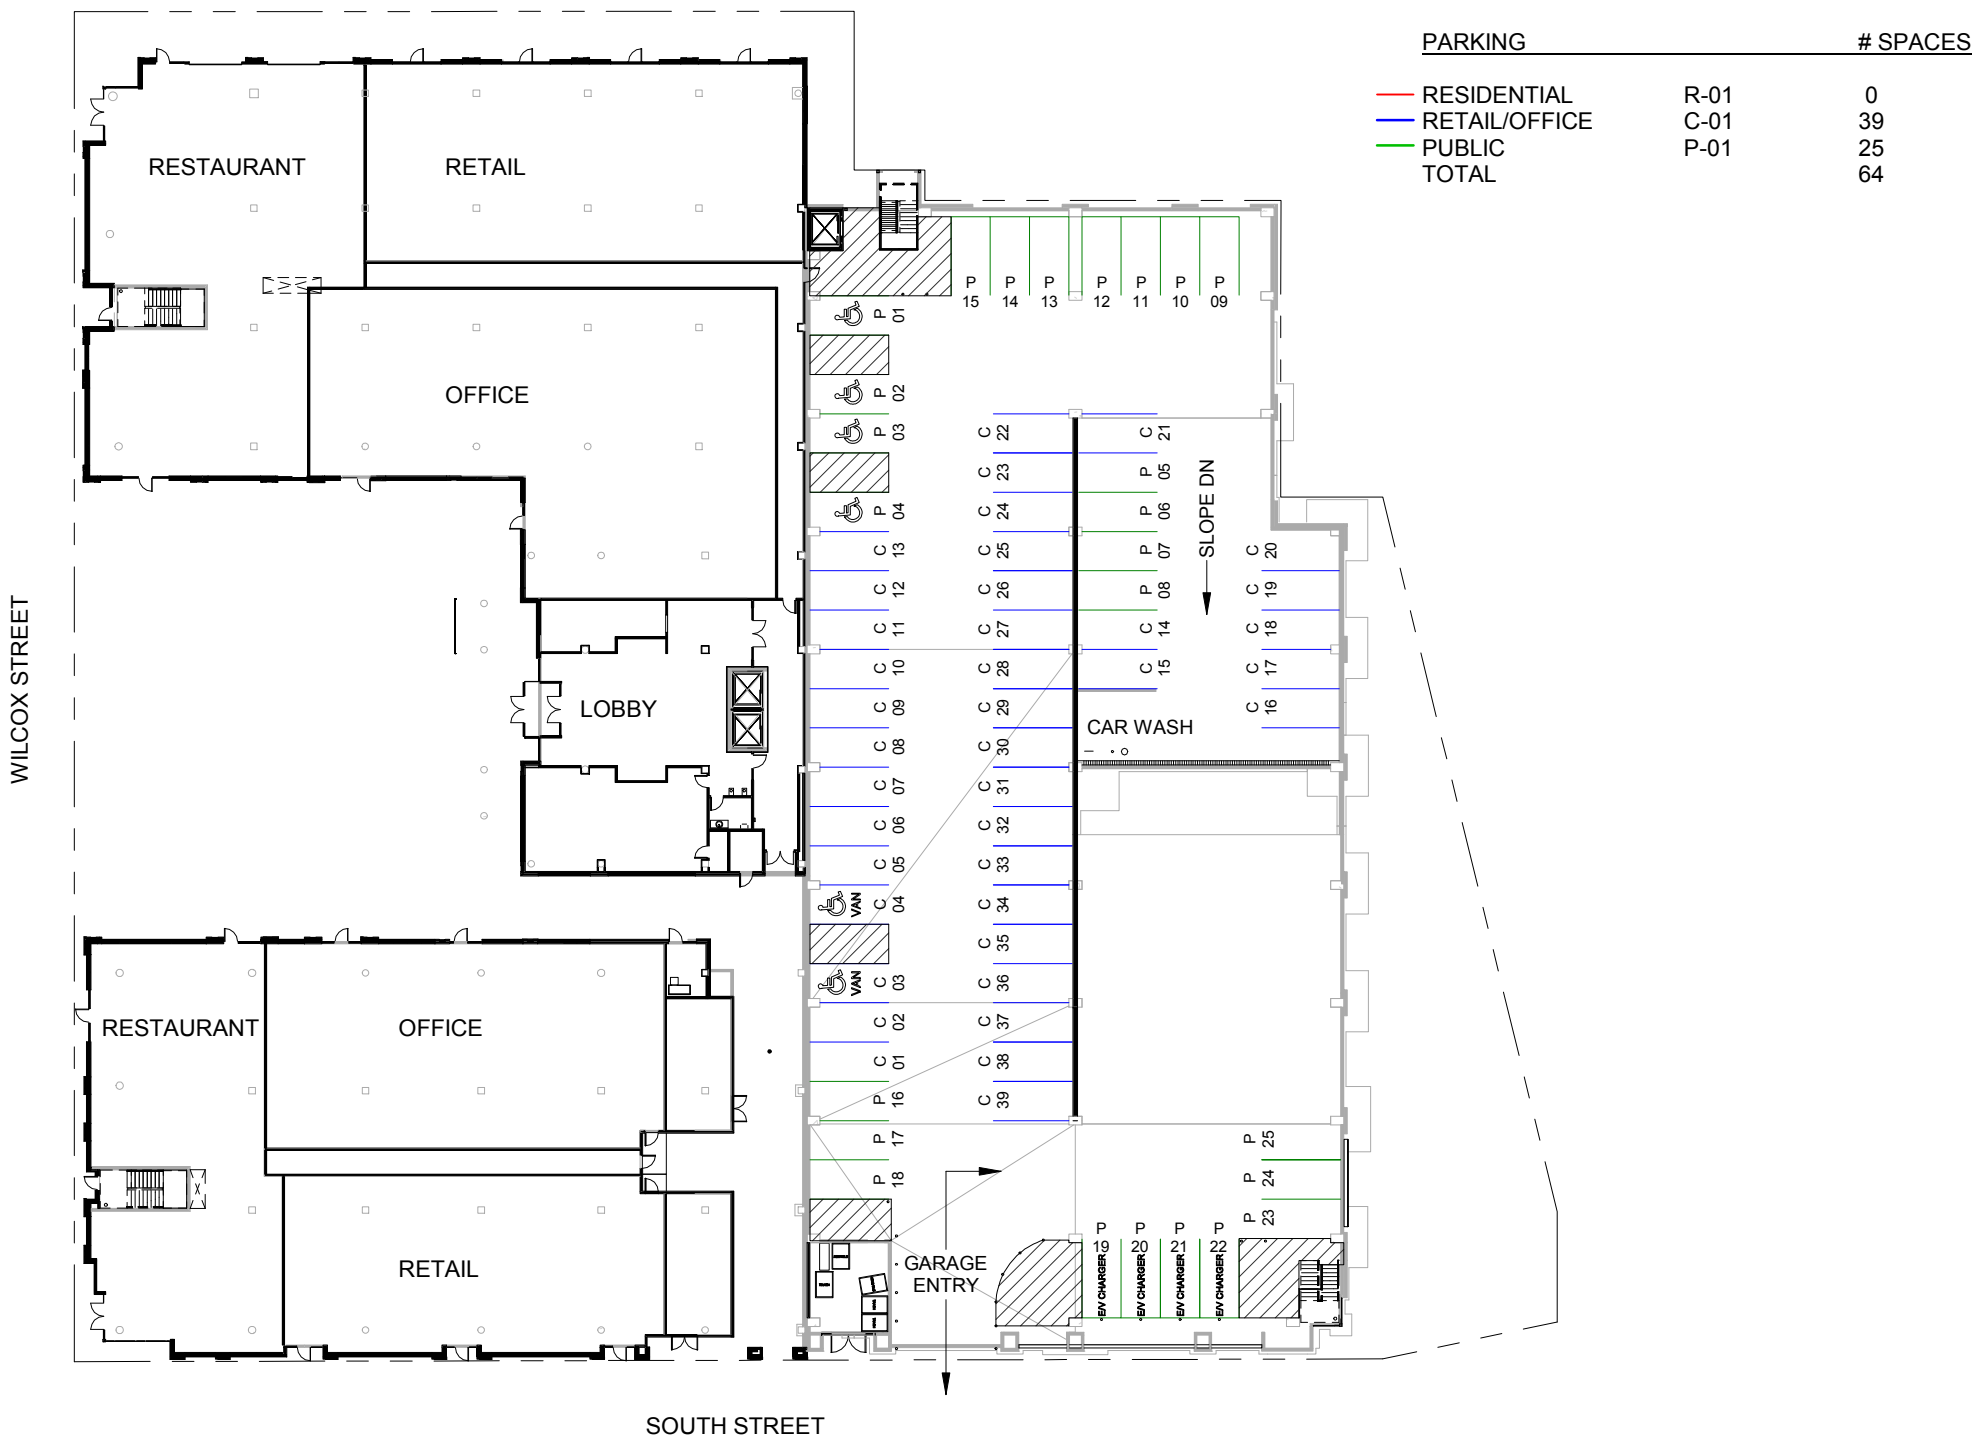 PARKING # SPACES
RESIDENTIAL R-01 0
RETAIL/OFFICE C-01 39
PUBLIC P-01 25
TOTAL 64
RESTAURANT
RETAIL
OFFICE
LOBBY
RESTAURANT
OFFICE
RETAIL
WILCOX STREET
SOUTH STREET
P 15
P 14
P 13
P 12
P 11
P 10
P 09
P 01
P 02
P 03
P 04
C 13
C 12
C 11
C 10
C 09
C 08
C 07
C 06
C 05
VAN C 04
VAN C 03
C 02
C 01
P 16
P 17
P 18
C 22
C 23
C 24
C 25
C 26
C 27
C 28
C 29
C 30
C 31
C 32
C 33
C 34
C 35
C 36
C 37
C 38
C 39
C 21
P 05
P 06
P 07
P 08
C 14
C 15
SLOPE DN
C 20
C 19
C 18
C 17
C 16
CAR WASH
P 25
P 24
P 23
P 19 E/V CHARGER
P 20 E/V CHARGER
P 21 E/V CHARGER
P 22 E/V CHARGER
GARAGE
ENTRY